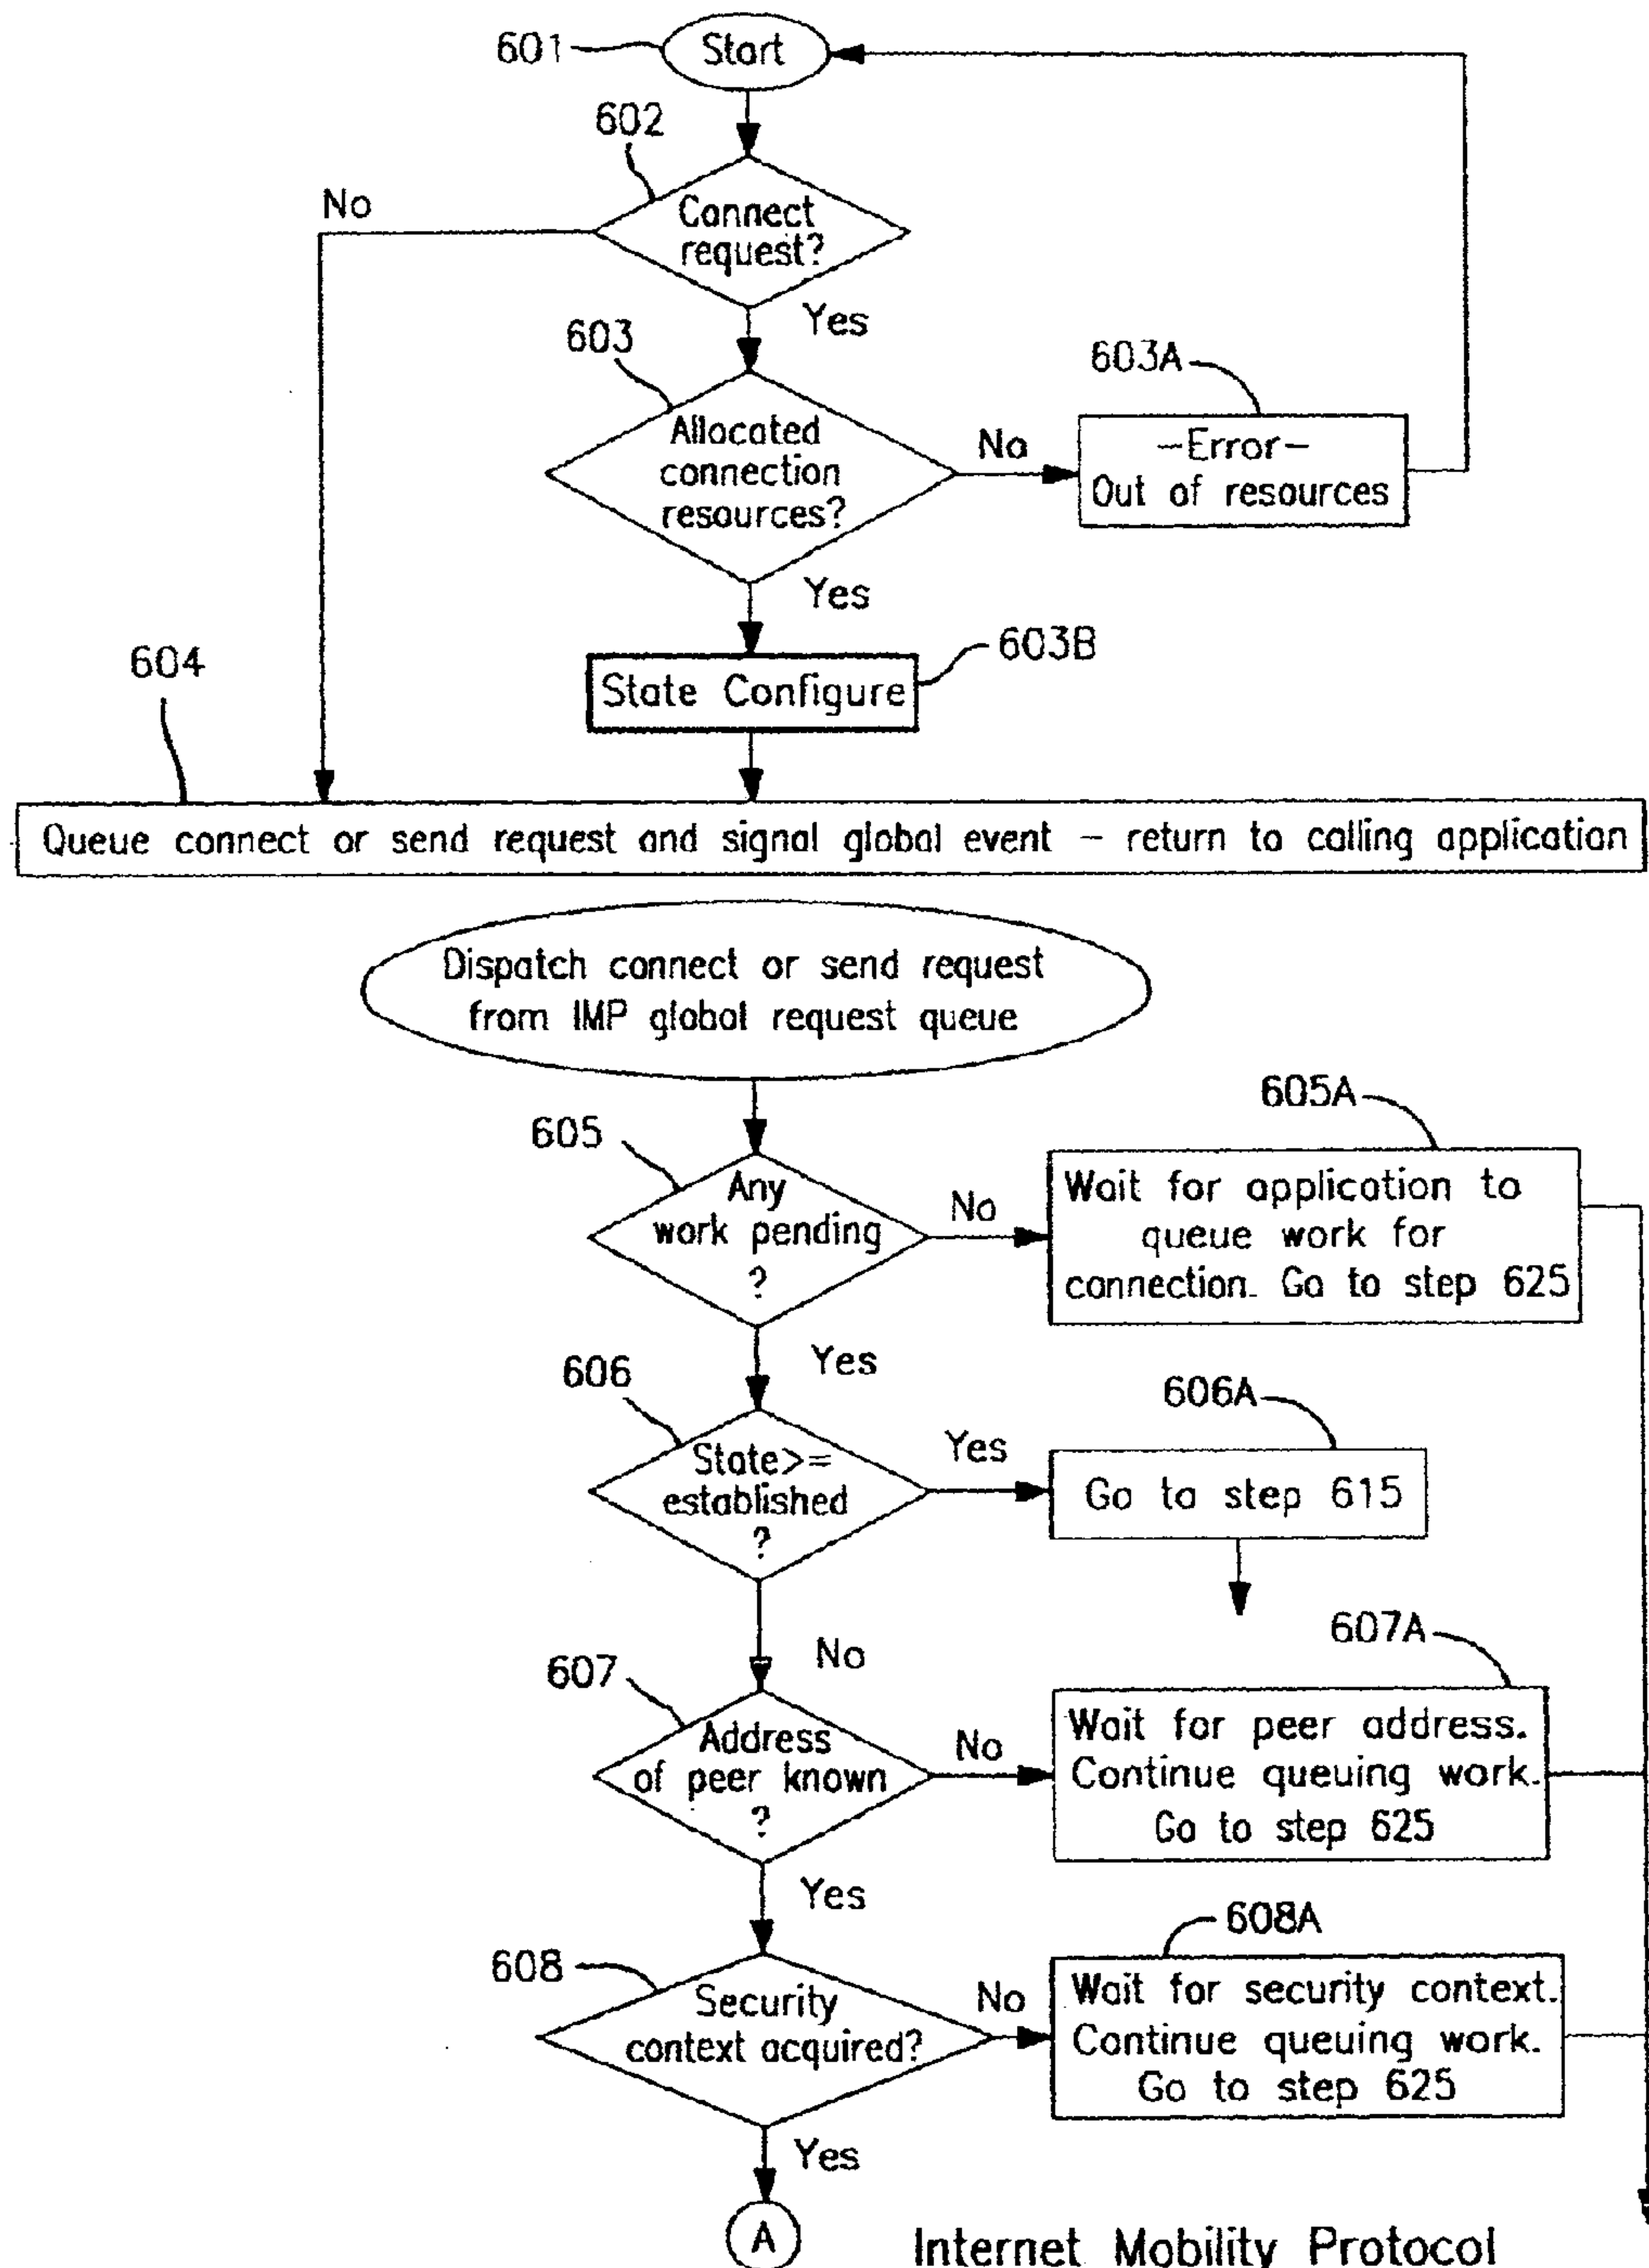 601
Start
602
No
Connect
request?
Yes
603
603A
Allocated
connection
resources?
No
-Error-
Out of resources
Yes
603B
604
State Configure
Queue connect or send request and signal global event - return to calling application
Dispatch connect or send request
from IMP global request queue
605A
605
Any
work pending
?
No
Wait for application to
queue work for
connection. Go to step 625
Yes
606
606A
State>=
established
?
Yes
Go to step 615
No
607A
607
Address
of peer known
?
No
Wait for peer address.
Continue queuing work.
Go to step 625
Yes
608A
608
Security
context acquired?
No
Wait for security context.
Continue queuing work.
Go to step 625
Yes
A
Internet Mobility Protocol